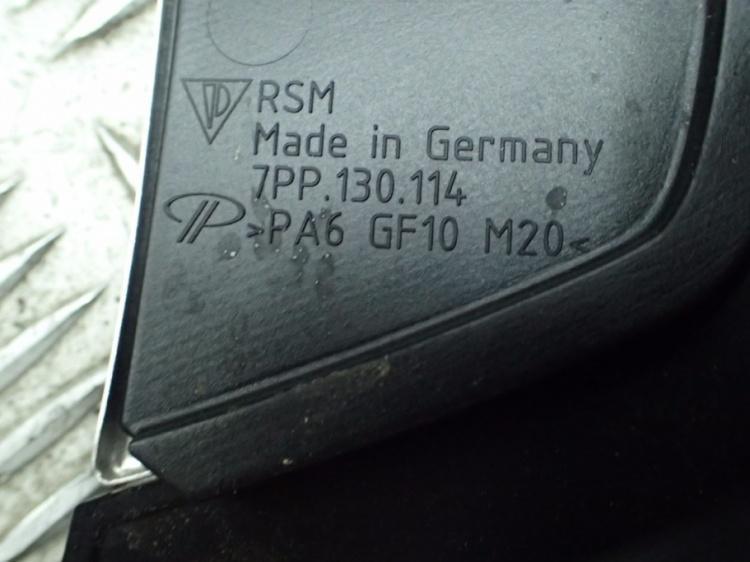 RSM
Made in Germany
7PP.130.114
>PA6 GF10 M20<